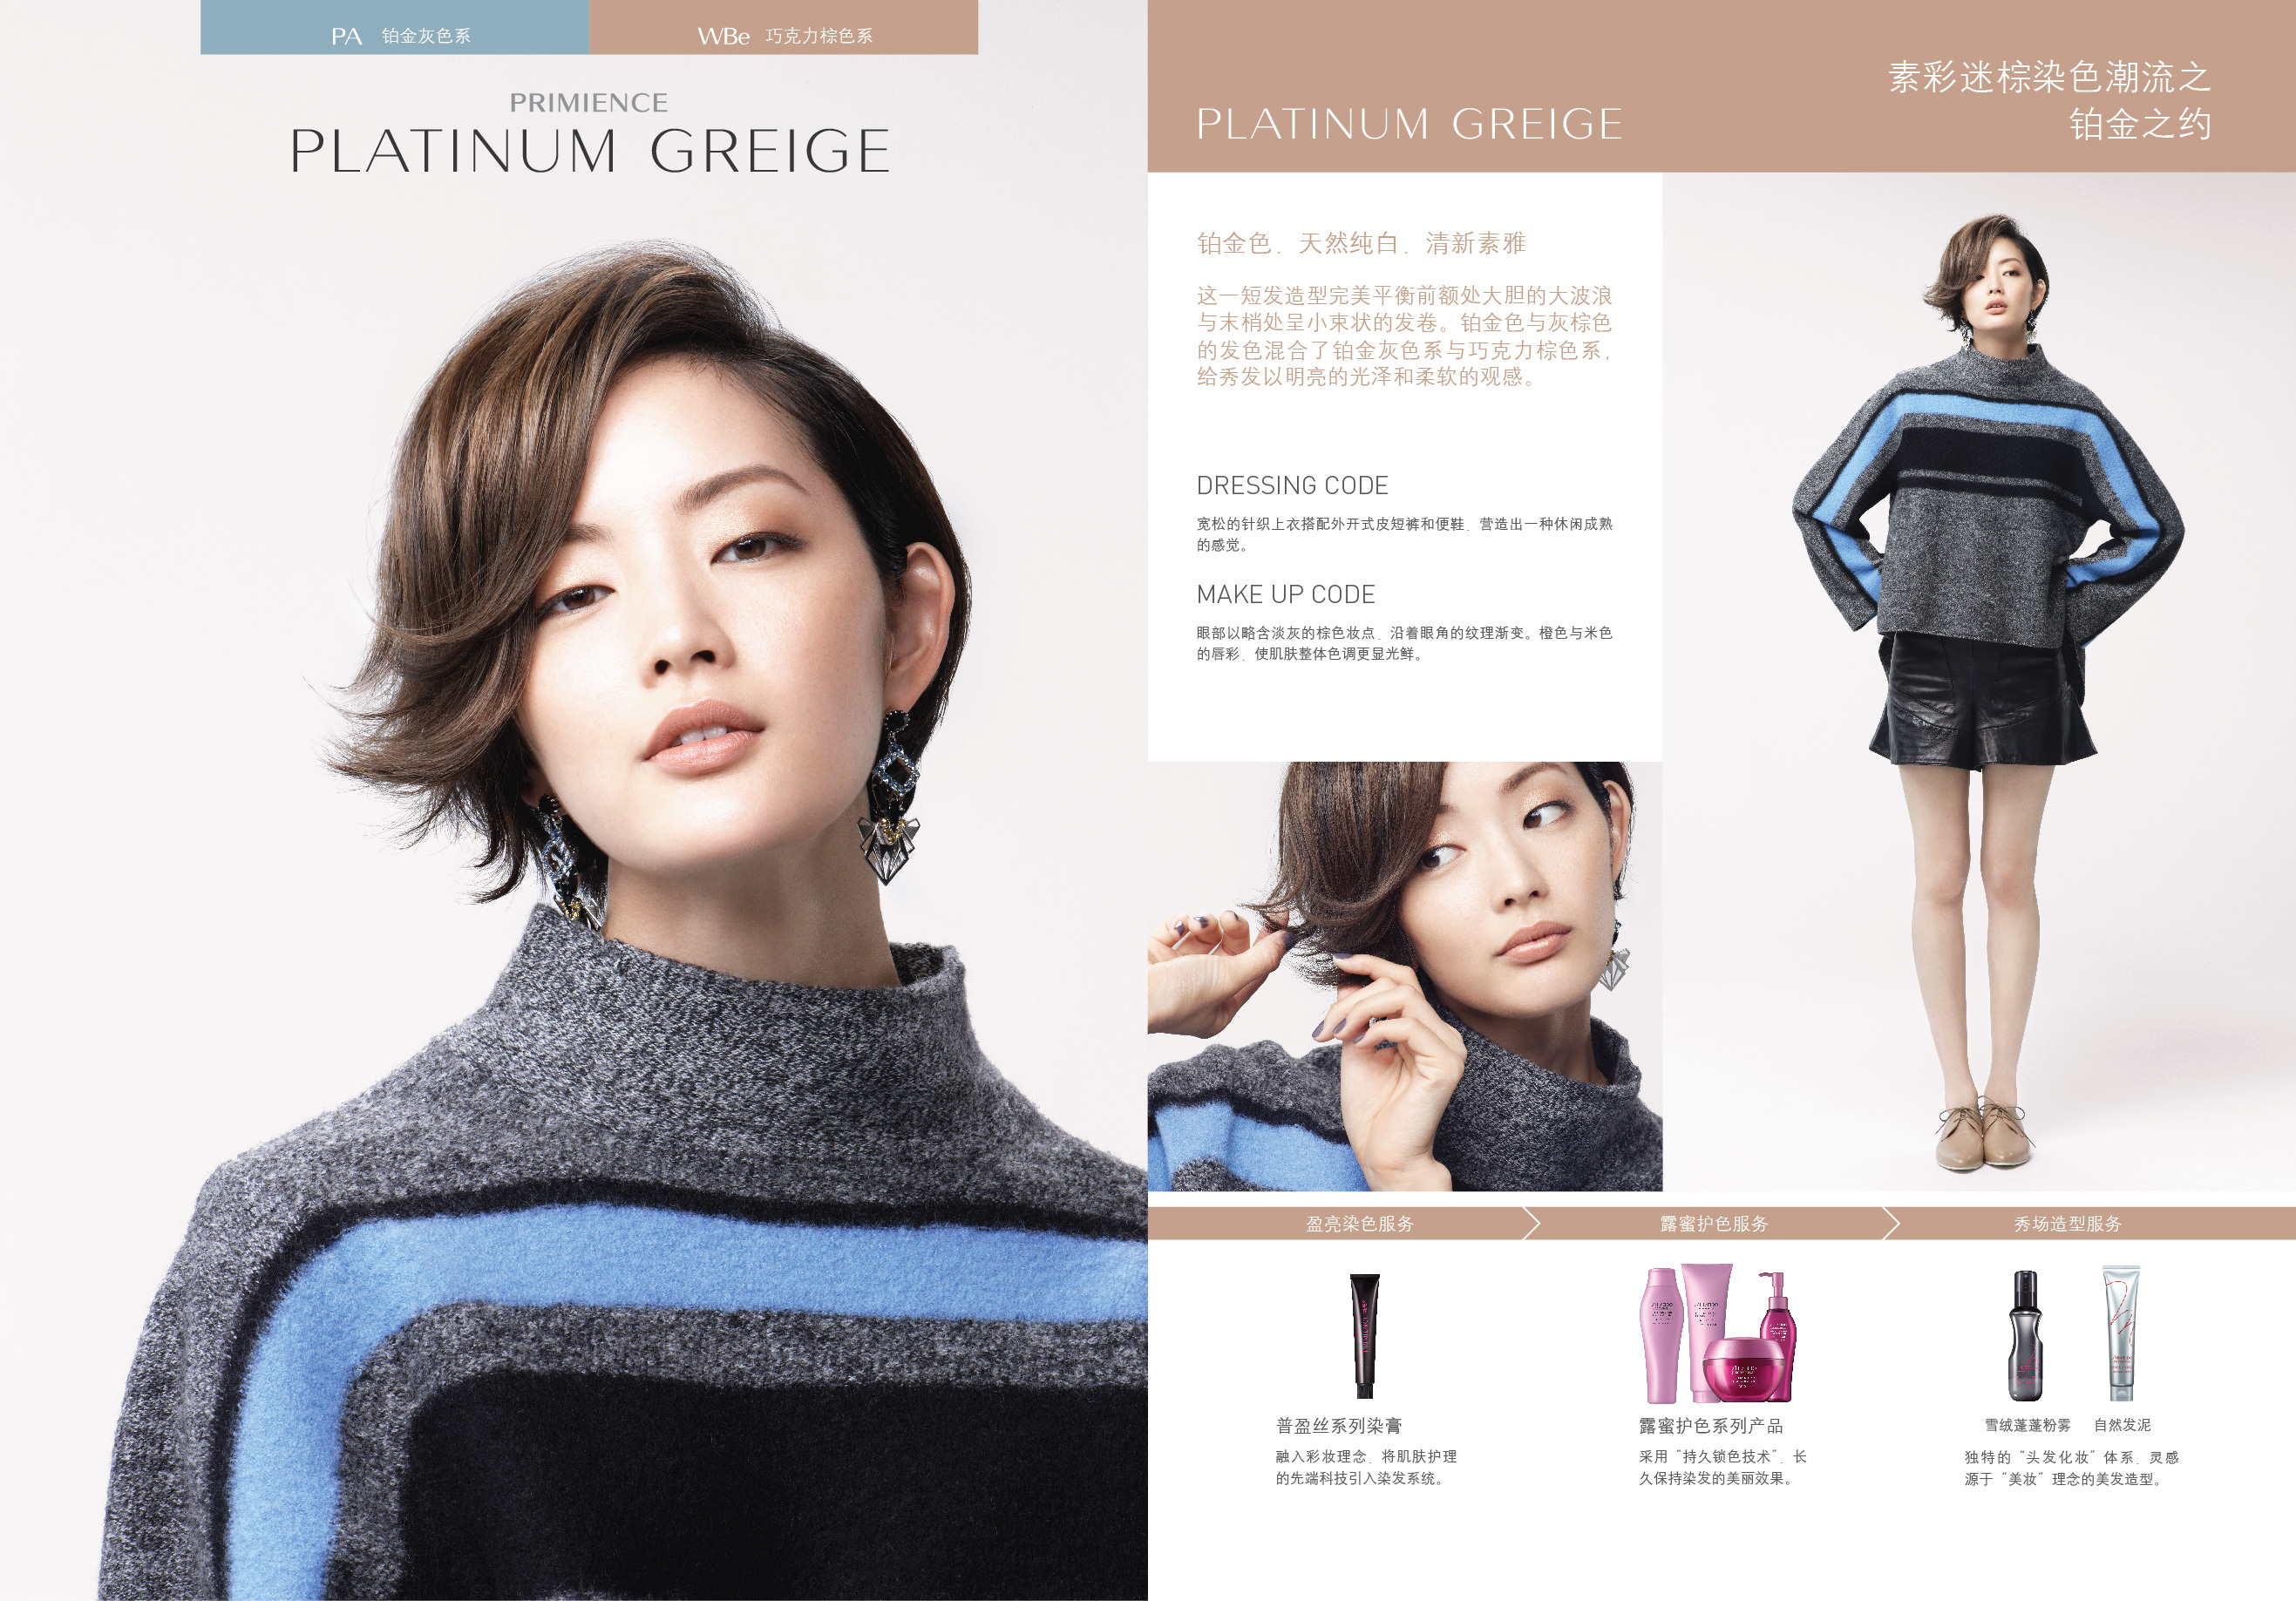 PA 铂金灰色系
WBe 巧克力棕色系
PRIMIENCE
PLATINUM GREIGE
PLATINUM GREIGE
素彩迷棕染色潮流之
铂金之约
铂金色，天然纯白，清新素雅
这一短发造型完美平衡前额处大胆的大波浪
与末梢处呈小束状的发卷。铂金色与灰棕色
的发色混合了铂金灰色系与巧克力棕色系，
给秀发以明亮的光泽和柔软的观感。
DRESSING CODE
宽松的针织上衣搭配外开式皮短裤和便鞋，营造出一种休闲成熟
的感觉。
MAKE UP CODE
眼部以略含淡灰的棕色妆点，沿着眼角的纹理渐变。橙色与米色
的唇彩，使肌肤整体色调更显光鲜。
盈亮染色服务
露蜜护色服务
秀场造型服务
普盈丝系列染膏
融入彩妆理念，将肌肤护理
的先端科技引入染发系统。
露蜜护色系列产品
采用“持久锁色技术”，长
久保持染发的美丽效果。
雪绒蓬蓬粉雾 自然发泥
独特的“头发化妆”体系，灵感
源于“美妆”理念的美发造型。